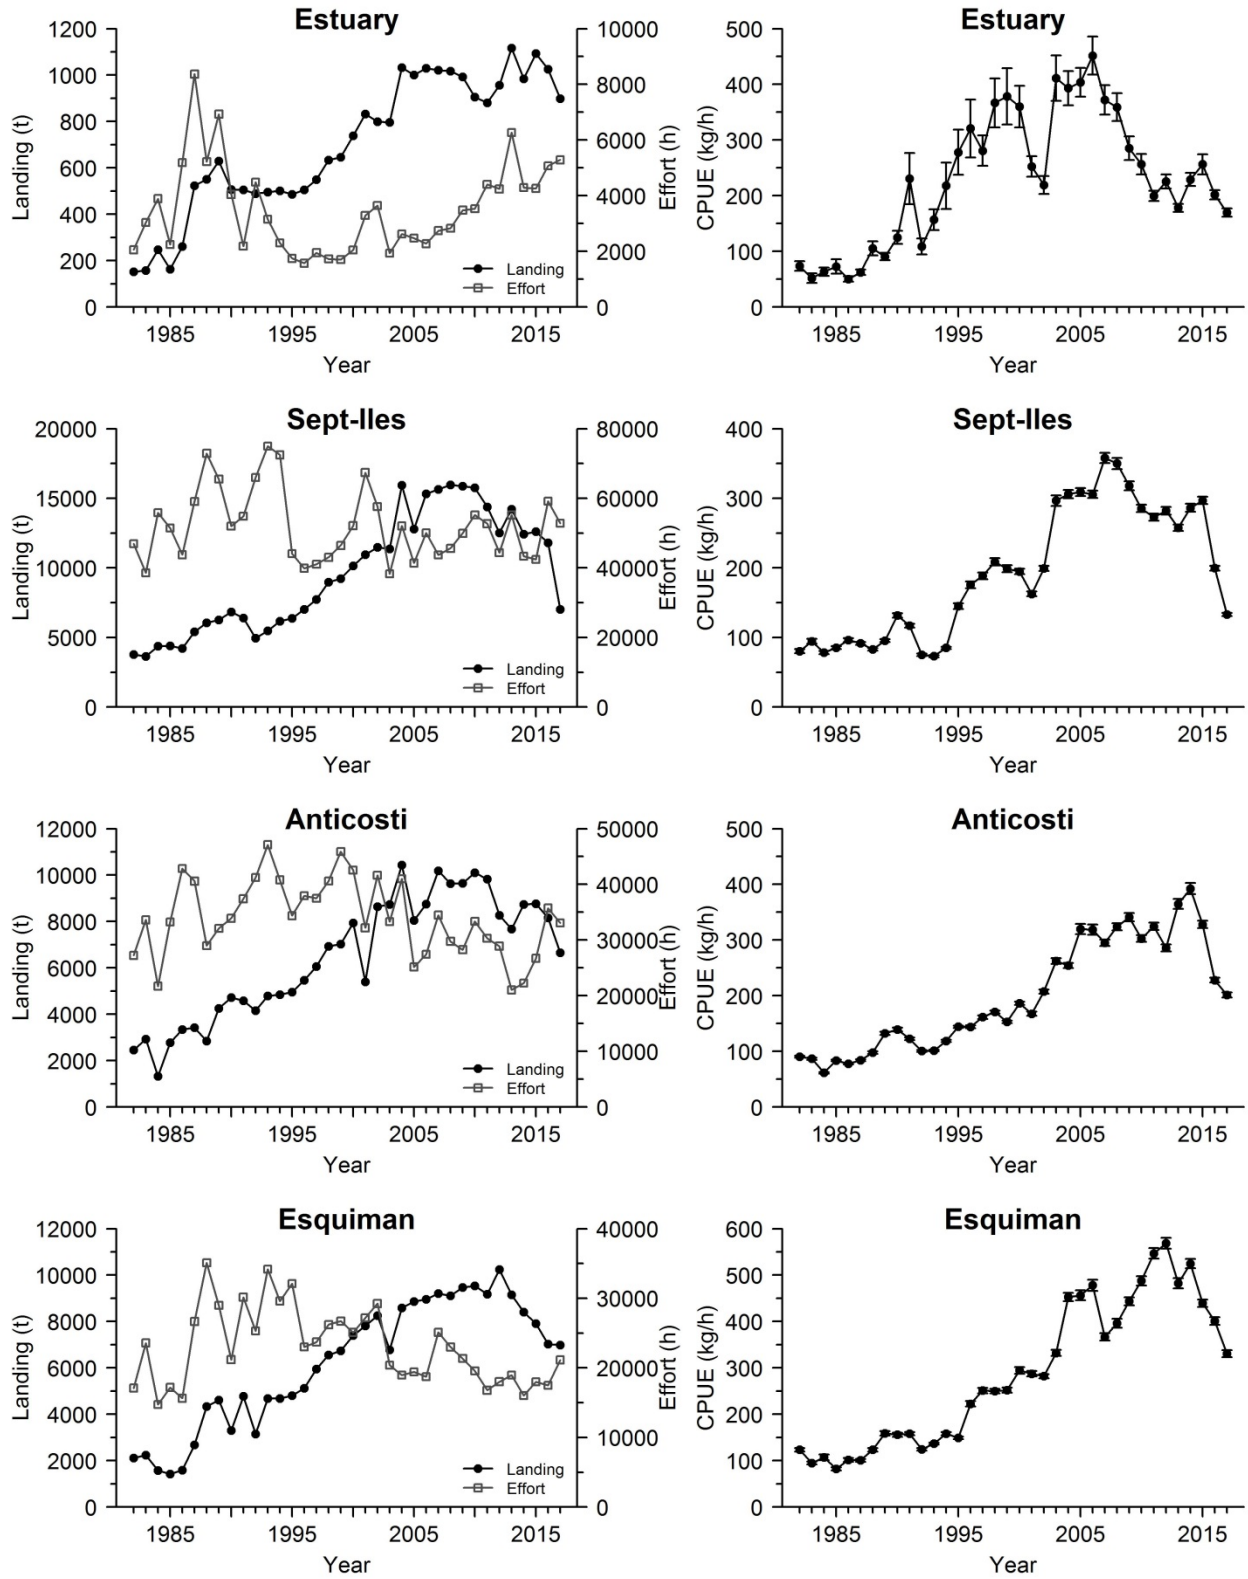 Estuary
1200
1000
800
600
400
200
0
Landing (t)
10000
8000
6000
4000
2000
0
Effort (h)
Landing
Effort
1985 1995 2005 2015
Year
Estuary
500
400
300
200
100
0
CPUE (kg/h)
1985 1995 2005 2015
Year
Sept-Iles
20000
15000
10000
5000
0
Landing (t)
80000
60000
40000
20000
0
Effort (h)
Landing
Effort
1985 1995 2005 2015
Year
Sept-Iles
400
300
200
100
0
CPUE (kg/h)
1985 1995 2005 2015
Year
Anticosti
12000
10000
8000
6000
4000
2000
0
Landing (t)
50000
40000
30000
20000
10000
0
Effort (h)
Landing
Effort
1985 1995 2005 2015
Year
Anticosti
500
400
300
200
100
0
CPUE (kg/h)
1985 1995 2005 2015
Year
Esquiman
12000
10000
8000
6000
4000
2000
0
Landing (t)
40000
30000
20000
10000
0
Effort (h)
Landing
Effort
1985 1995 2005 2015
Year
Esquiman
600
500
400
300
200
100
0
CPUE (kg/h)
1985 1995 2005 2015
Year